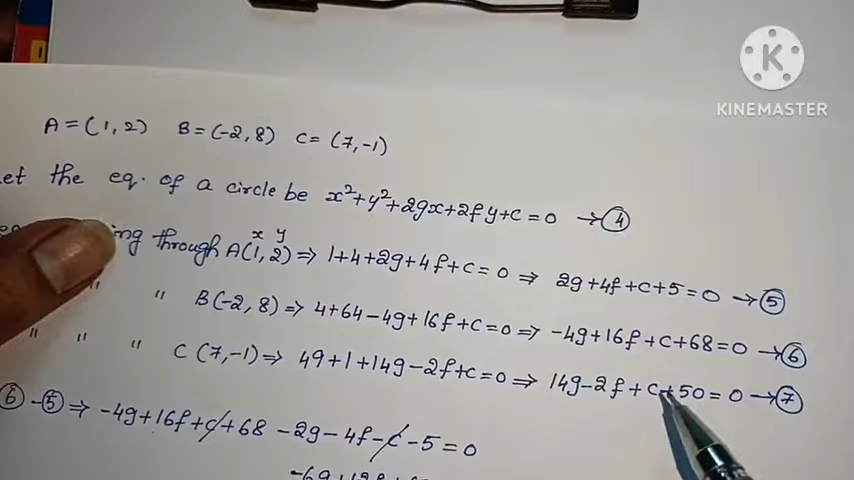 K
KINEMASTER
A = (1, 2) B = (-2, 8) C = (7, -1)
et the eq. of a circle be x²+y²+2gx+2fy+c = 0 → ④
ing through A(1, 2) ⇒ 1+4+2g+4f+c = 0 ⇒ 2g+4f+c+5 = 0 → ⑤
x y
" " B(-2, 8) ⇒ 4+64-4g+16f+c=0 ⇒ -4g+16f+c+68=0 → ⑥
" " " C (7, -1) ⇒ 49+1+14g-2f+c=0 ⇒ 14g-2f+c+50=0 → ⑦
⑥-⑤ ⇒ -4g+16f+c+68 -2g-4f-c-5 = 0